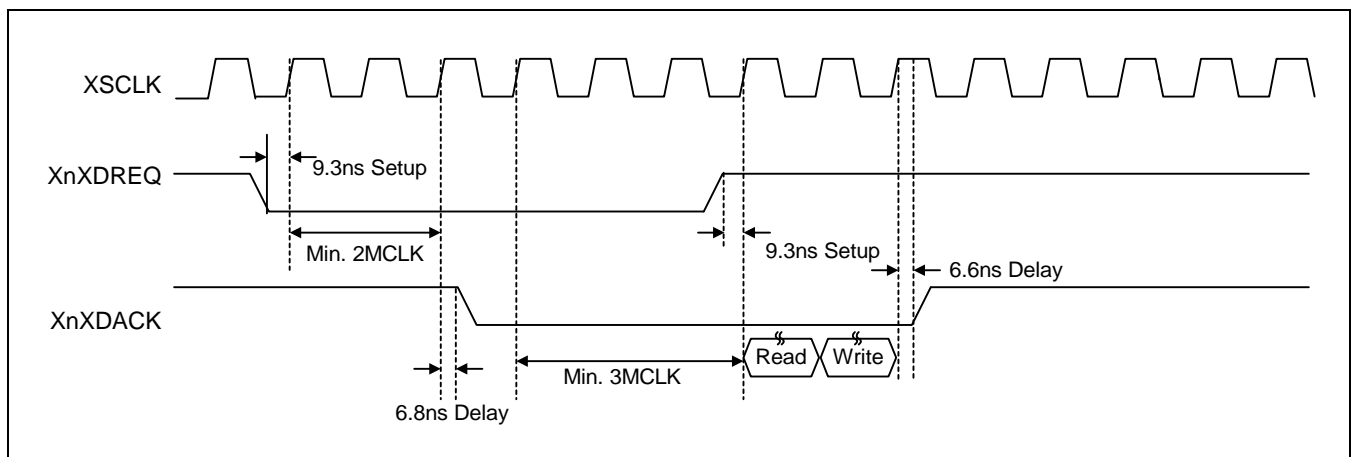 XSCLK
9.3ns Setup
XnXDREQ
Min. 2MCLK
9.3ns Setup
6.6ns Delay
XnXDACK
Read
Write
Min. 3MCLK
6.8ns Delay